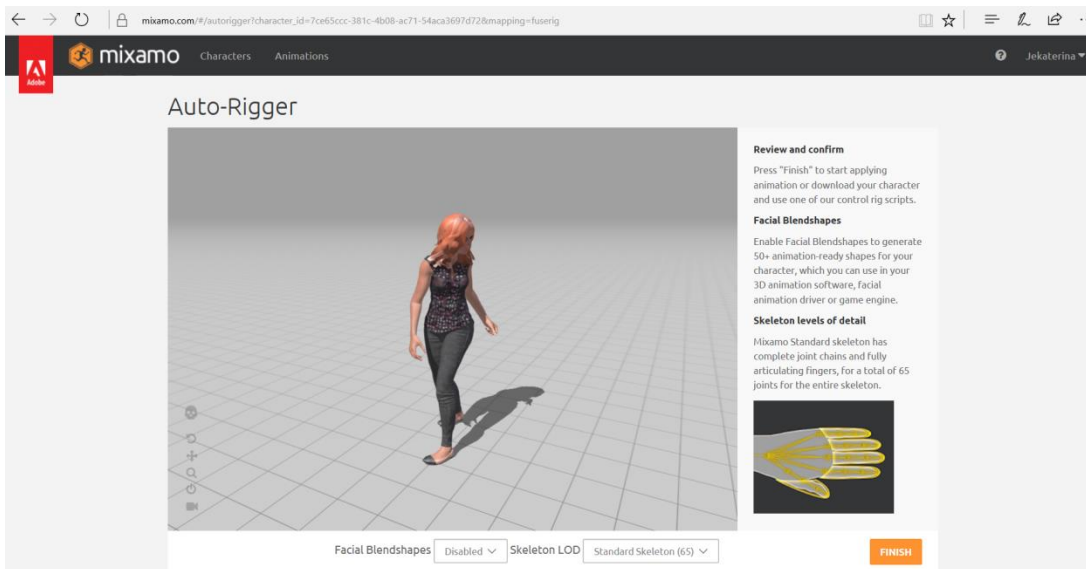 mixamo.com/#/autorigger?character_id=7ce65ccc-381c-4b08-ac71-54aca3697d72&mapping=fuserig
Adobe
mixamo Characters Animations Jekaterina
Auto-Rigger
Review and confirm
Press "Finish" to start applying
animation or download your character
and use one of our control rig scripts.
Facial Blendshapes
Enable Facial Blendshapes to generate
50+ animation-ready shapes for your
character, which you can use in your
3D animation software, facial
animation driver or game engine.
Skeleton levels of detail
Mixamo Standard skeleton has
complete joint chains and fully
articulating fingers, for a total of 65
joints for the entire skeleton.
Facial Blendshapes Disabled Skeleton LOD Standard Skeleton (65) FINISH